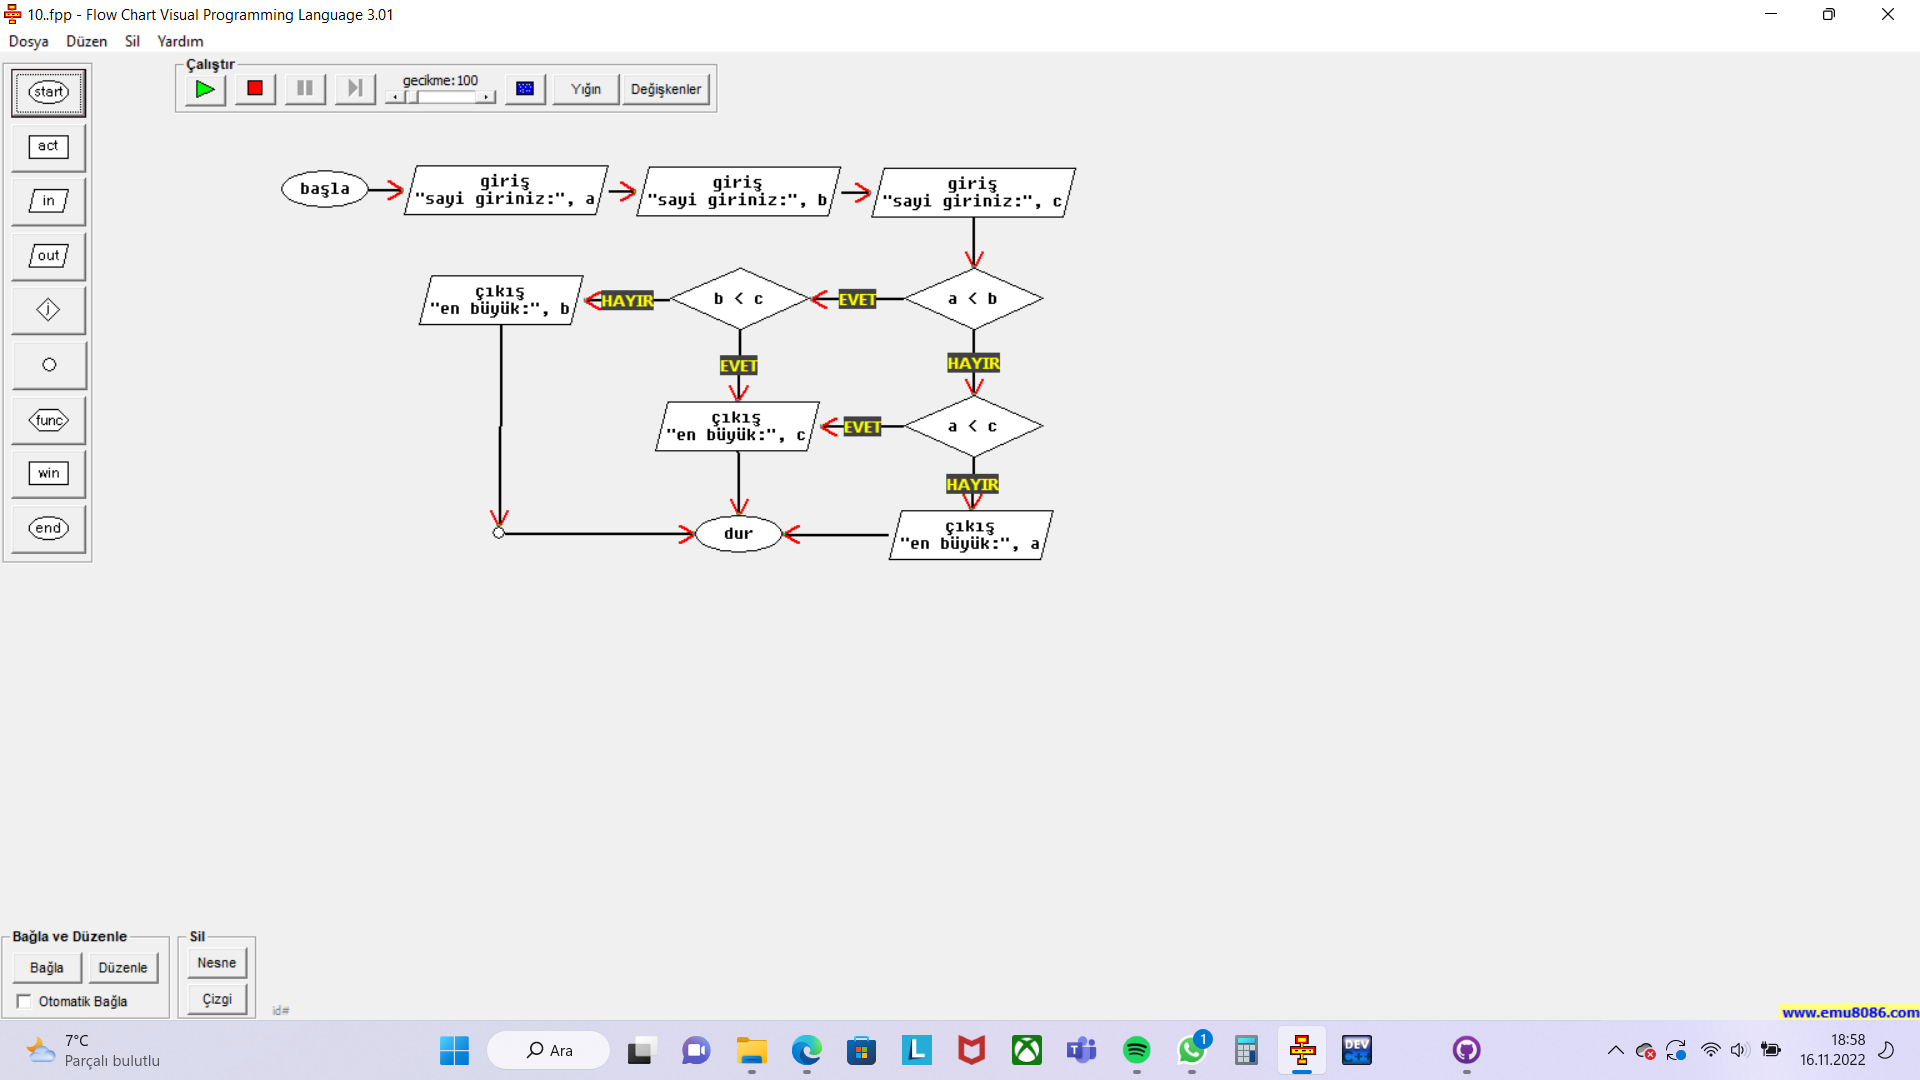 10..fpp - Flow Chart Visual Programming Language 3.01
Dosya Düzen Sil Yardım
Çalıştır
gecikme:100
Yığın
Değişkenler
start
act
in
out
j
func
win
end
başla
giriş
"sayi giriniz:", a
giriş
"sayi giriniz:", b
giriş
"sayi giriniz:", c
çıkış
"en büyük:", b
HAYIR
b < c
EVET
a < b
EVET
HAYIR
çıkış
"en büyük:", c
EVET
a < c
HAYIR
dur
çıkış
"en büyük:", a
Bağla ve Düzenle
Bağla
Düzenle
Otomatik Bağla
Sil
Nesne
Çizgi
id#
www.emu8086.com
7°C
Parçalı bulutlu
Ara
L
1
DEV
C++
18:58
16.11.2022